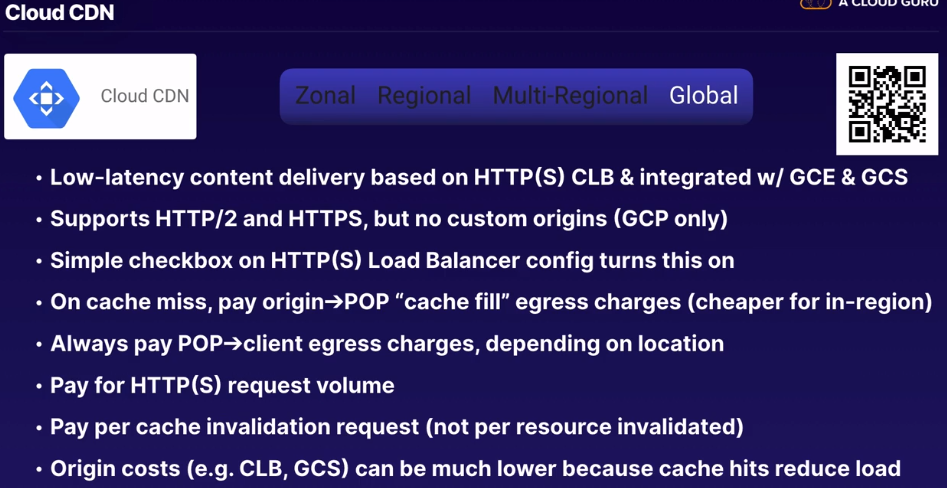 Cloud CDN
A CLOUD GURU
Cloud CDN
Zonal Regional Multi-Regional Global
• Low-latency content delivery based on HTTP(S) CLB & integrated w/ GCE & GCS
• Supports HTTP/2 and HTTPS, but no custom origins (GCP only)
• Simple checkbox on HTTP(S) Load Balancer config turns this on
• On cache miss, pay origin→POP “cache fill” egress charges (cheaper for in-region)
• Always pay POP→client egress charges, depending on location
• Pay for HTTP(S) request volume
• Pay per cache invalidation request (not per resource invalidated)
• Origin costs (e.g. CLB, GCS) can be much lower because cache hits reduce load